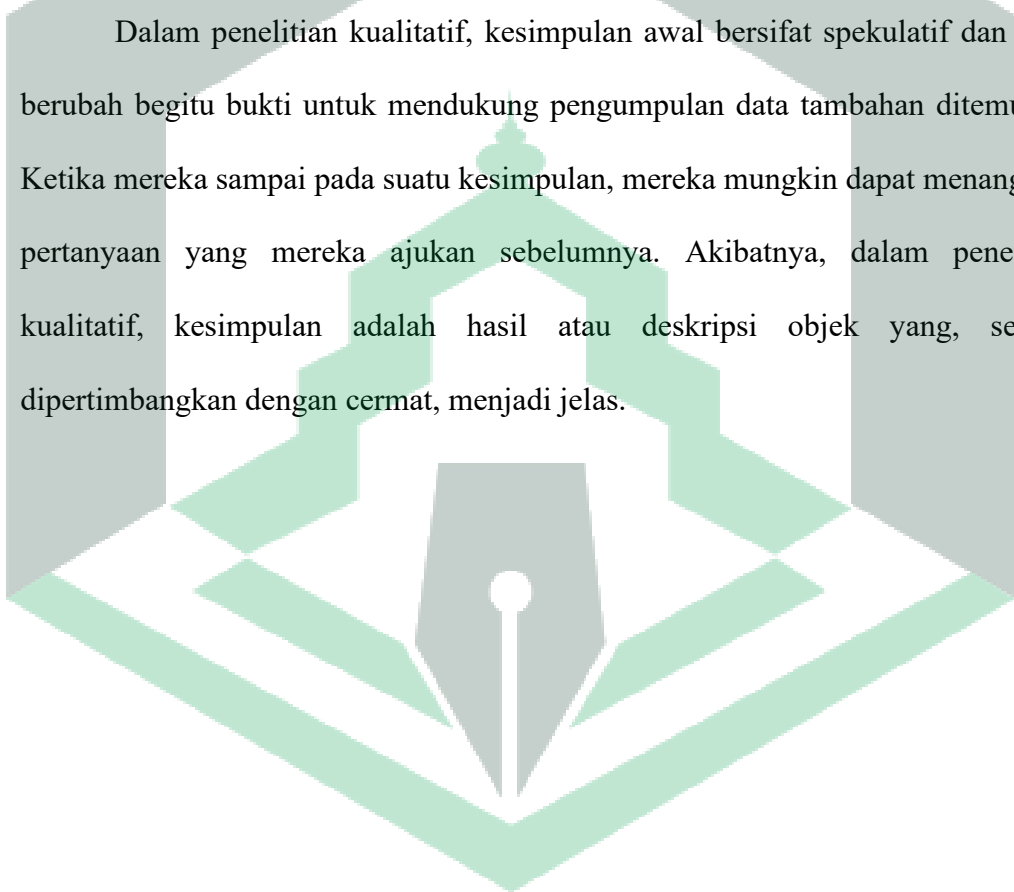 Dalam penelitian kualitatif, kesimpulan awal bersifat spekulatif dan
berubah begitu bukti untuk mendukung pengumpulan data tambahan ditemu
Ketika mereka sampai pada suatu kesimpulan, mereka mungkin dapat menang
pertanyaan yang mereka ajukan sebelumnya. Akibatnya, dalam pene
kualitatif, kesimpulan adalah hasil atau deskripsi objek yang, se
dipertimbangkan dengan cermat, menjadi jelas.